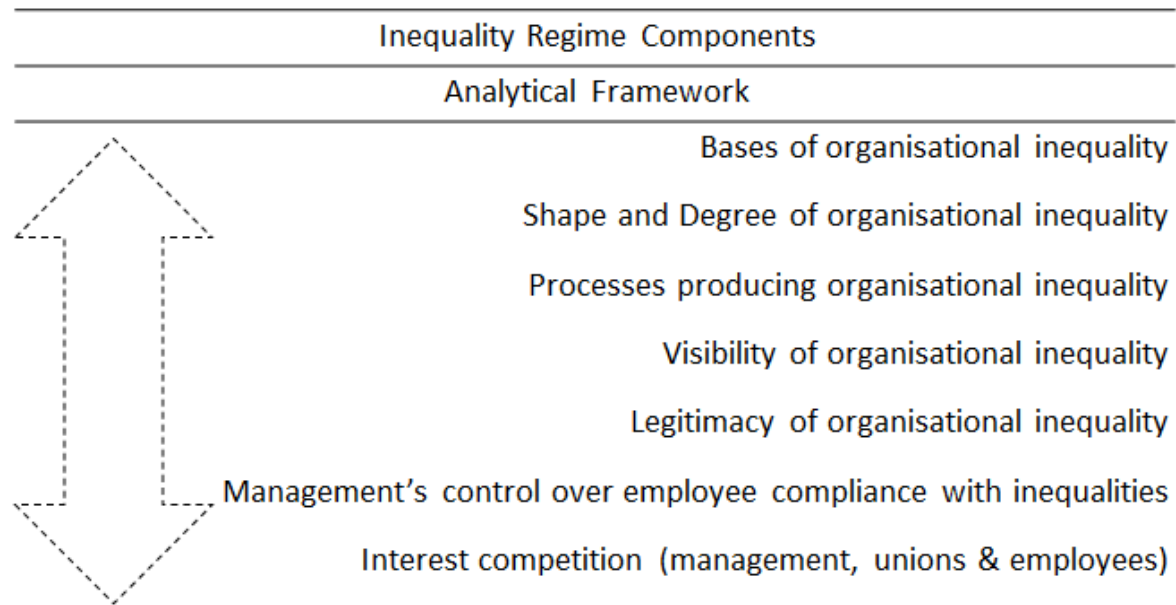 Inequality Regime Components
Analytical Framework
Bases of organisational inequality
Shape and Degree of organisational inequality
Processes producing organisational inequality
Visibility of organisational inequality
Legitimacy of organisational inequality
Management’s control over employee compliance with inequalities
Interest competition (management, unions & employees)